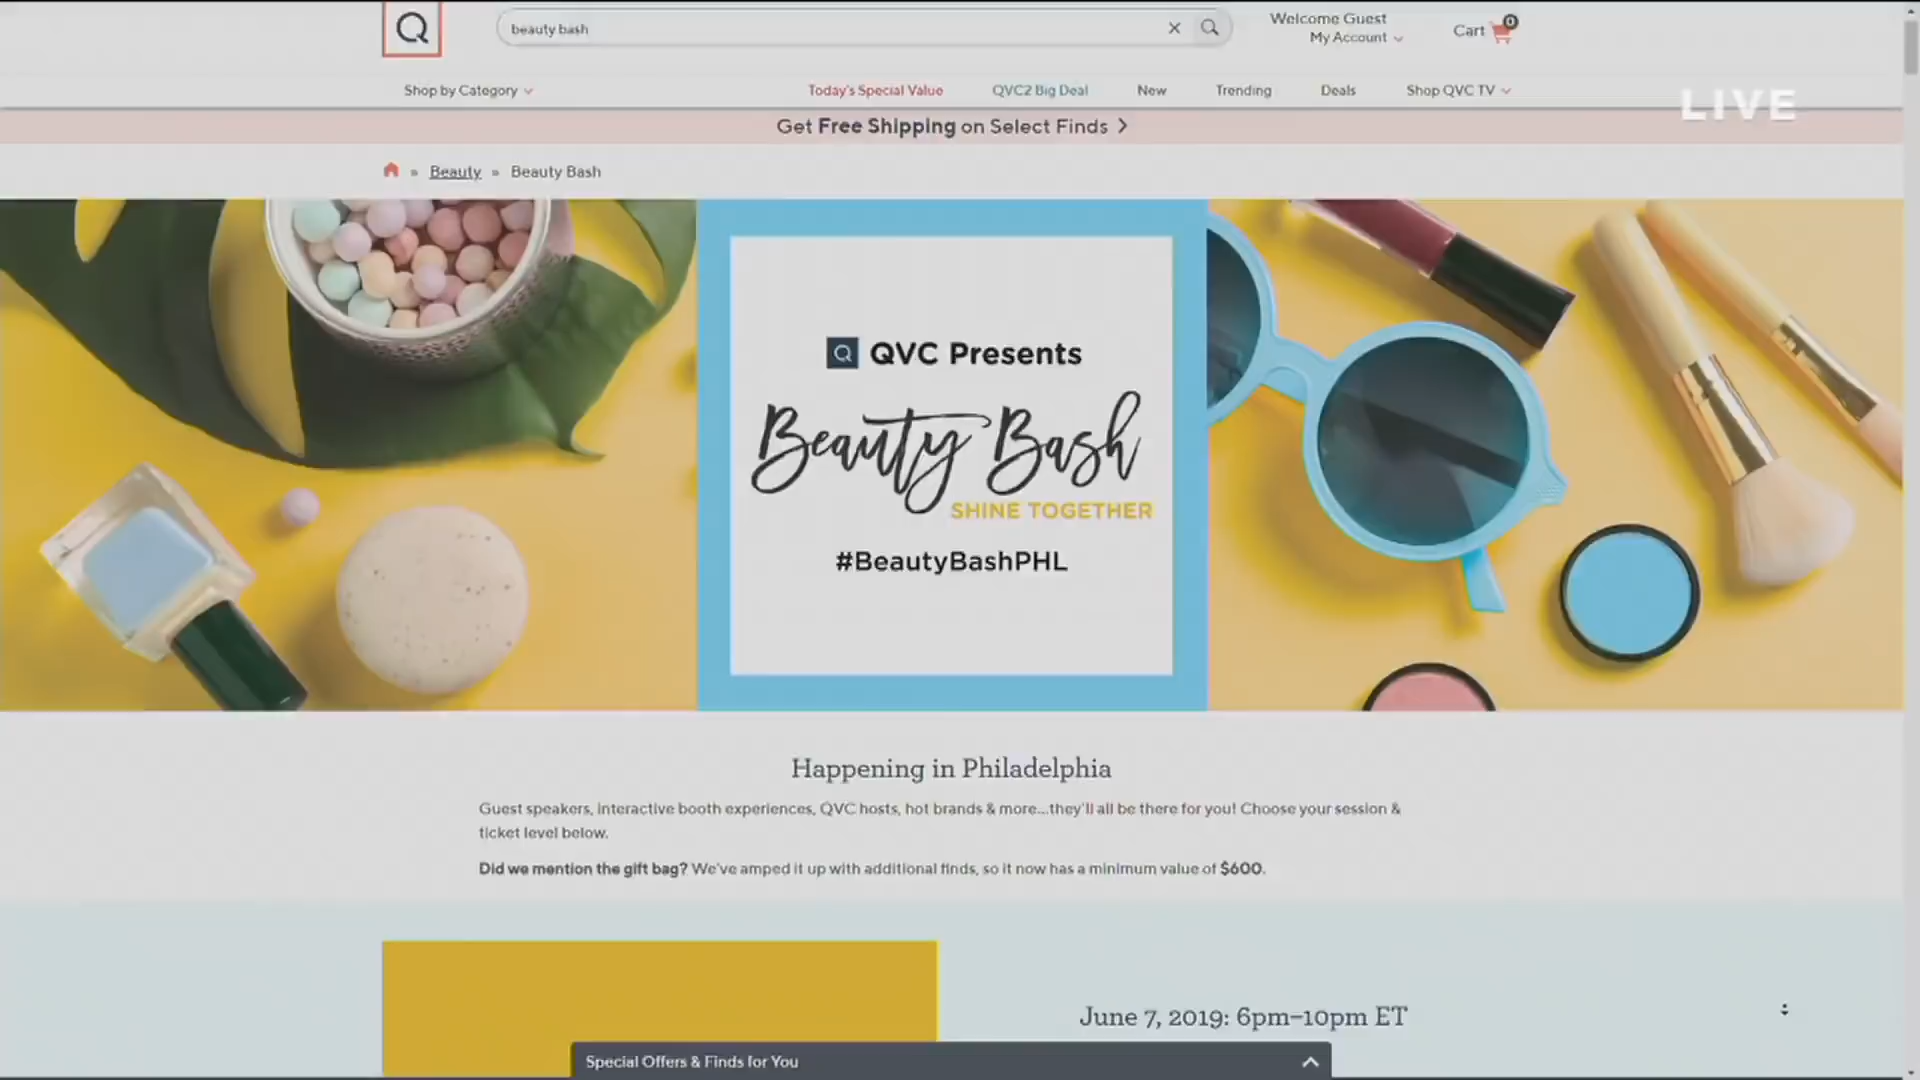 Q
beauty bash
Welcome Guest
My Account
Cart 0
Shop by Category
Today's Special Value
QVC2 Big Deal
New
Trending
Deals
Shop QVC TV
LIVE
Get Free Shipping on Select Finds
» Beauty » Beauty Bash
Q QVC Presents
Beauty Bash
SHINE TOGETHER
#BeautyBashPHL
Happening in Philadelphia
Guest speakers, interactive booth experiences, QVC hosts, hot brands & more...they'll all be there for you! Choose your session &
ticket level below.
Did we mention the gift bag? We've amped it up with additional finds, so it now has a minimum value of $600.
June 7, 2019: 6pm–10pm ET
Special Offers & Finds for You